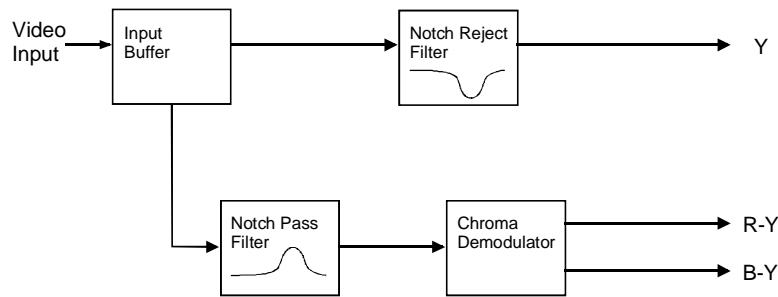 Video
Input
Input
Buffer
Notch Reject
Filter
Y
Notch Pass
Filter
Chroma
Demodulator
R-Y
B-Y